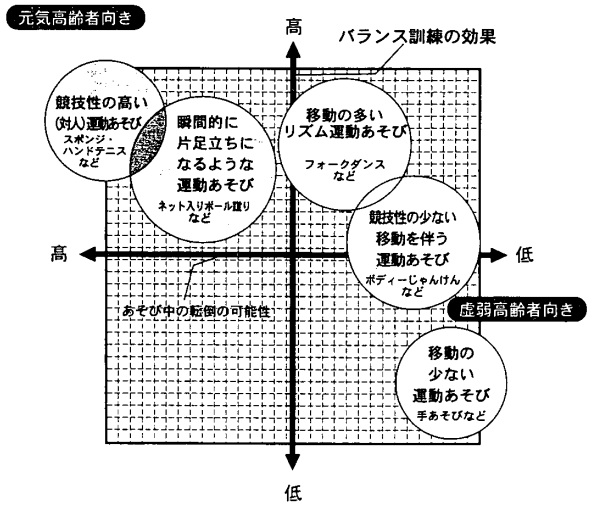 元気高齢者向き
高
バランス訓練の効果
競技性の高い
(対人)運動あそび
スポンジ・
ハンドテニス
など
瞬間的に
片足立ちに
なるような
運動あそび
ネット入りボール蹴り
など
移動の多い
リズム運動あそび
フォークダンス
など
競技性の少ない
移動を伴う
運動あそび
ボディーじゃんけん
など
高
低
あそび中の転倒の可能性
虚弱高齢者向き
移動の
少ない
運動あそび
手あそびなど
低